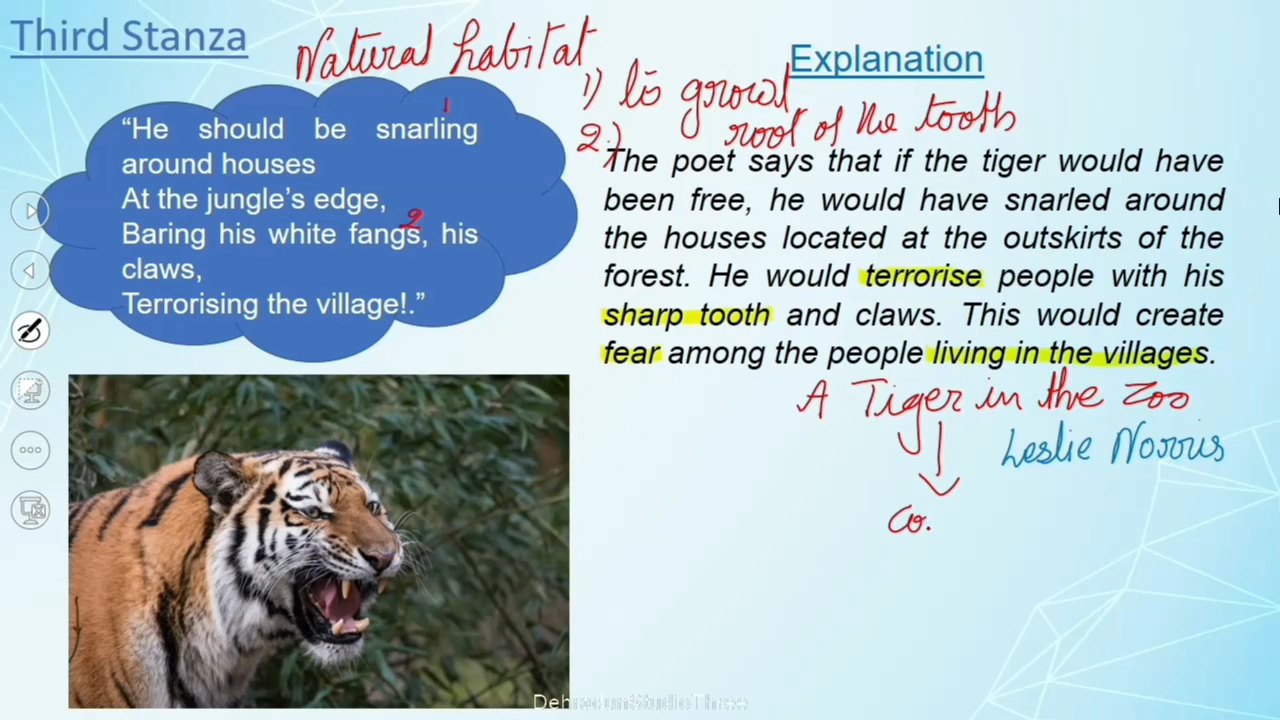 Third Stanza
Natural habitat
Explanation
1) to growl
2) root of the tooth
“He should be snarling
around houses
At the jungle’s edge,
Baring his white fangs, his
claws,
Terrorising the village!.”
1
2
The poet says that if the tiger would have
been free, he would have snarled around
the houses located at the outskirts of the
forest. He would terrorise people with his
sharp tooth and claws. This would create
fear among the people living in the villages.
A Tiger in the Zoo
Leslie Norris
Co.